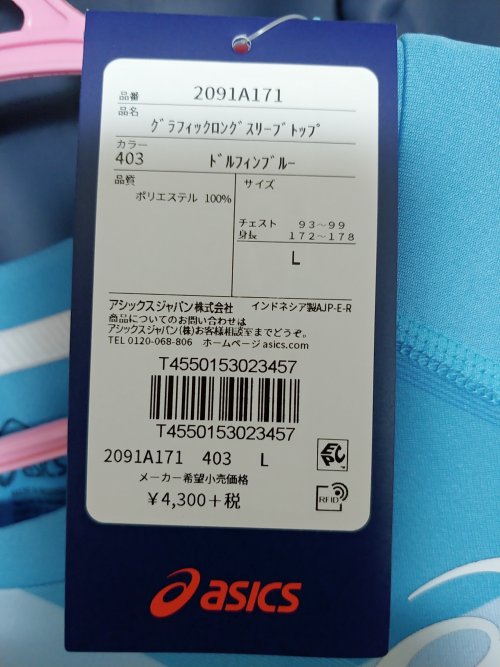 品番 2091A171
品名
グラフィックロングスリーブトップ
カラー
403 ドルフィンブルー
品質 サイズ
ポリエステル 100%
チェスト 93～99
身長 172～178
L
アシックスジャパン株式会社 インドネシア製AJP-E-R
商品についてのお問い合わせは
アシックスジャパン(株)お客様相談室までどうぞ。
TEL 0120-068-806 ホームページasics.com
T4550153023457
T4550153023457
2091A171 403 L
メーカー希望小売価格
¥4,300+税
RFID
asics
asics